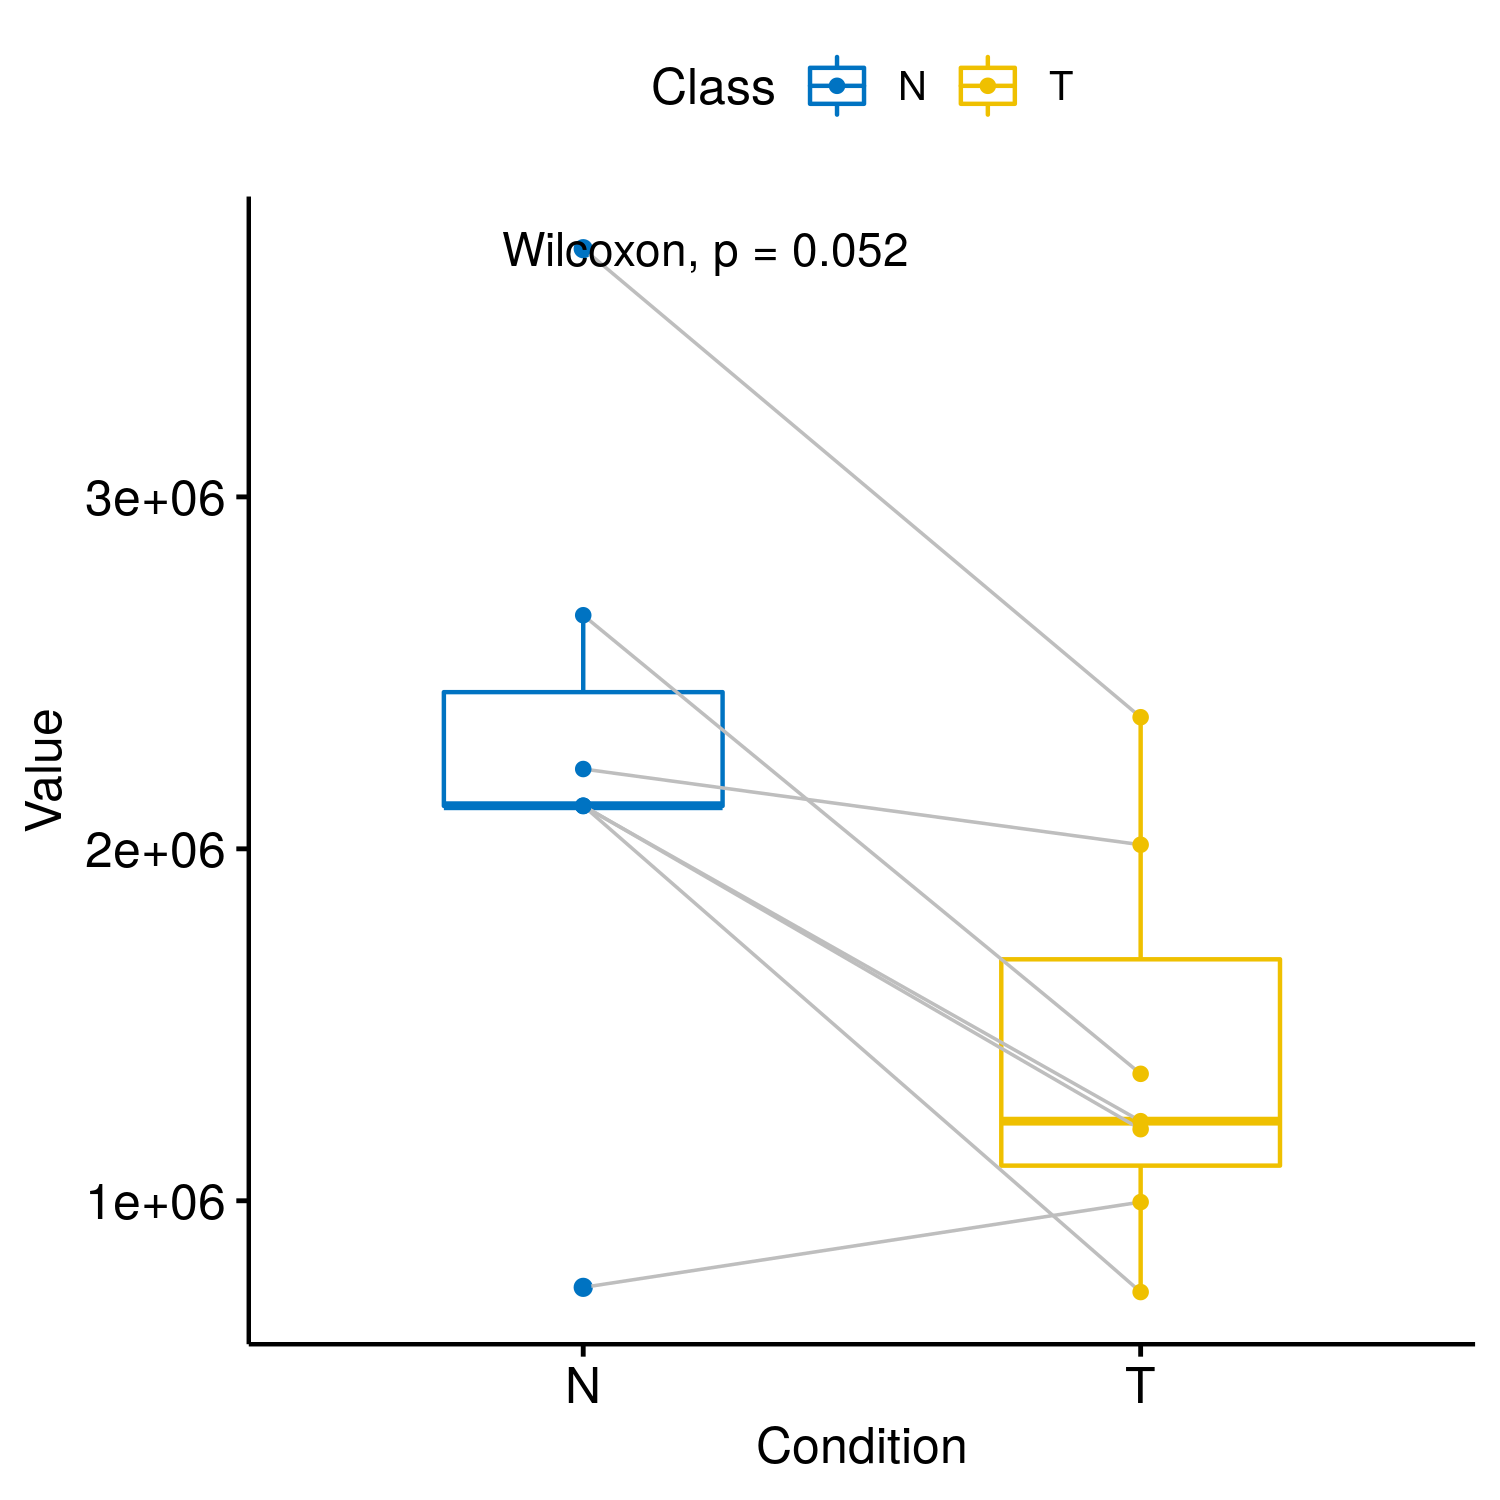 Class N T
Wilcoxon, p = 0.052
3e+06
2e+06
1e+06
Value
N T
Condition